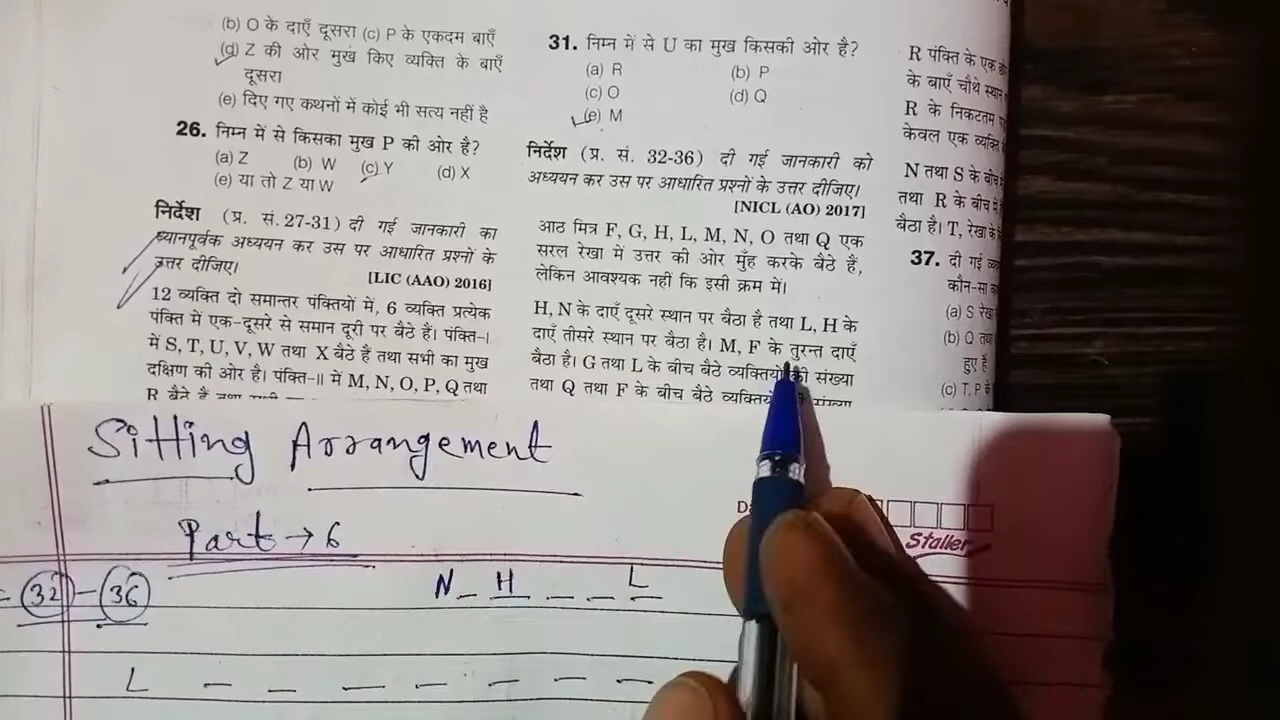 (b) O के दाएँ दूसरा (c) P के एकदम बाएँ
(d) Z की ओर मुख किए व्यक्ति के बाएँ
दूसरा
(e) दिए गए कथनों में कोई भी सत्य नहीं है
26. निम्न में से किसका मुख P की ओर है?
(a) Z (b) W (c) Y (d) X
(e) या तो Z या W
निर्देश (प्र. सं. 27-31) दी गई जानकारी का
ध्यानपूर्वक अध्ययन कर उस पर आधारित प्रश्नों के
उत्तर दीजिए।
[LIC (AAO) 2016]
12 व्यक्ति दो समान्तर पंक्तियों में, 6 व्यक्ति प्रत्येक
पंक्ति में एक-दूसरे से समान दूरी पर बैठे हैं। पंक्ति-I
में S, T, U, V, W तथा X बैठे हैं तथा सभी का मुख
दक्षिण की ओर है। पंक्ति-II में M, N, O, P, Q तथा
R बैठे हैं तथा
31. निम्न में से U का मुख किसकी ओर है?
(a) R (b) P
(c) O (d) Q
(e) M
निर्देश (प्र. सं. 32-36) दी गई जानकारी को
अध्ययन कर उस पर आधारित प्रश्नों के उत्तर दीजिए।
[NICL (AO) 2017]
आठ मित्र F, G, H, L, M, N, O तथा Q एक
सरल रेखा में उत्तर की ओर मुँह करके बैठे हैं,
लेकिन आवश्यक नहीं कि इसी क्रम में।
H, N के दाएँ दूसरे स्थान पर बैठा है तथा L, H के
दाएँ तीसरे स्थान पर बैठा है। M, F के तुरन्त दाएँ
बैठा है। G तथा L के बीच बैठे व्यक्तियों की संख्या
तथा Q तथा F के बीच बैठे व्यक्तियों संख्या
R पंक्ति के एक
के बाएँ चौथे स्थान
R के निकटतम
केवल एक व्यक्ति
N तथा S के बीच
तथा R के बीच में
बैठा है। T, रेखा के
37. दी गई
कौन-सा
(a) S रेखा
(b) Q तथा
हुए है
(c) T, P के
Sitting Arrangement
Part → 6
Staller
= 32 - 36 N _ H _ _ L
L _ _ _ _ _ _ _